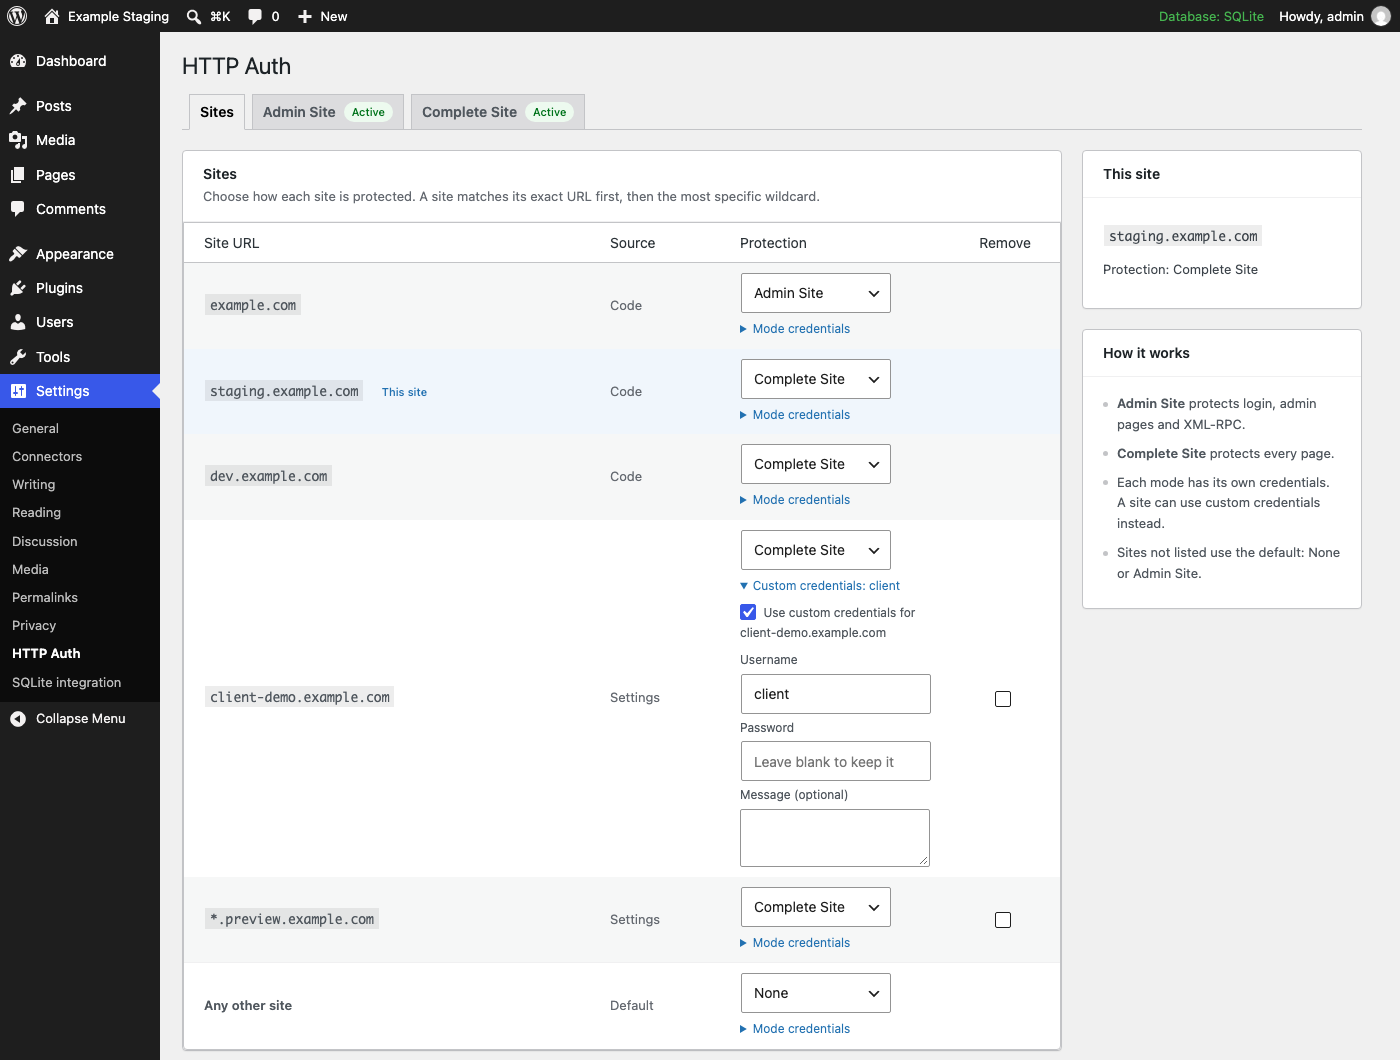 Example Staging
⌘K
0
New
Database: SQLite
Howdy, admin
Dashboard
Posts
Media
Pages
Comments
Appearance
Plugins
Users
Tools
Settings
General
Connectors
Writing
Reading
Discussion
Media
Permalinks
Privacy
HTTP Auth
SQLite integration
Collapse Menu
HTTP Auth
Sites
Admin Site Active
Complete Site Active
Sites
Choose how each site is protected. A site matches its exact URL first, then the most specific wildcard.
Site URL Source Protection Remove
example.com Code Admin Site
Mode credentials
staging.example.com This site Code Complete Site
Mode credentials
dev.example.com Code Complete Site
Mode credentials
client-demo.example.com Settings Complete Site
Custom credentials: client
Use custom credentials for
client-demo.example.com
Username
client
Password
Leave blank to keep it
Message (optional)
*.preview.example.com Settings Complete Site
Mode credentials
Any other site Default None
Mode credentials
This site
staging.example.com
Protection: Complete Site
How it works
Admin Site protects login, admin
pages and XML-RPC.
Complete Site protects every page.
Each mode has its own credentials.
A site can use custom credentials
instead.
Sites not listed use the default: None
or Admin Site.